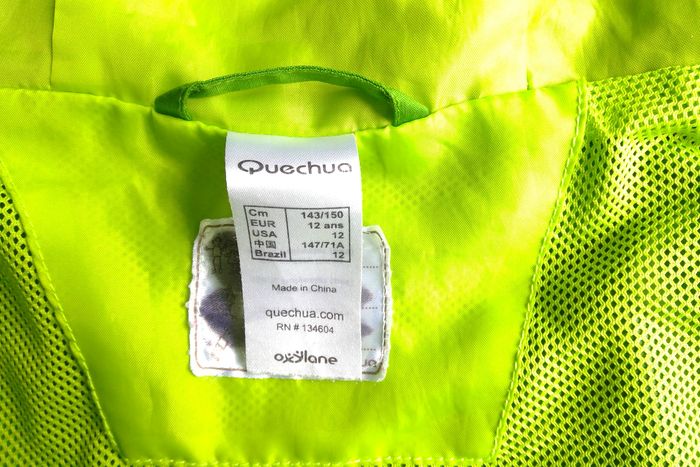 Quechua
Cm 143/150
EUR 12 ans
USA 12
中国 147/71A
Brazil 12
Made in China
quechua.com
RN # 134604
oxylane